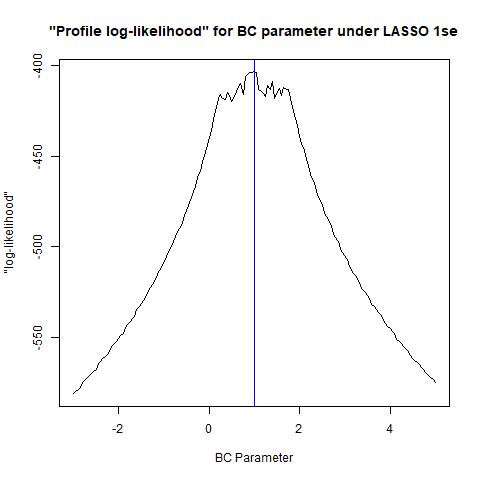 "Profile log-likelihood" for BC parameter under LASSO 1se
"log-likelihood"
-400
-450
-500
-550
-2
0
2
4
BC Parameter